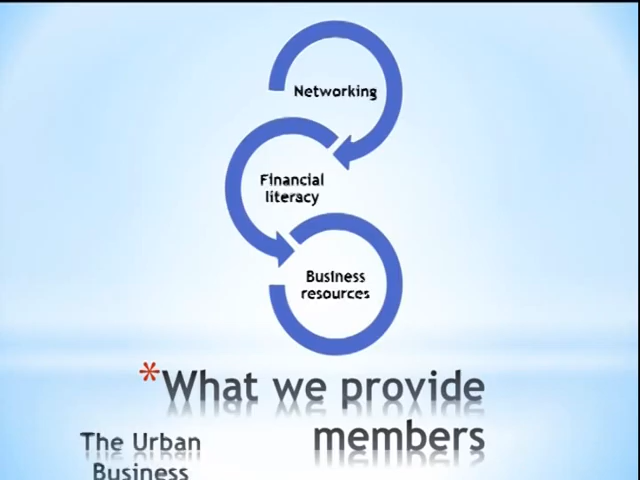 Networking
Financial
literacy
Business
resources
*What we provide
members
The Urban
Business